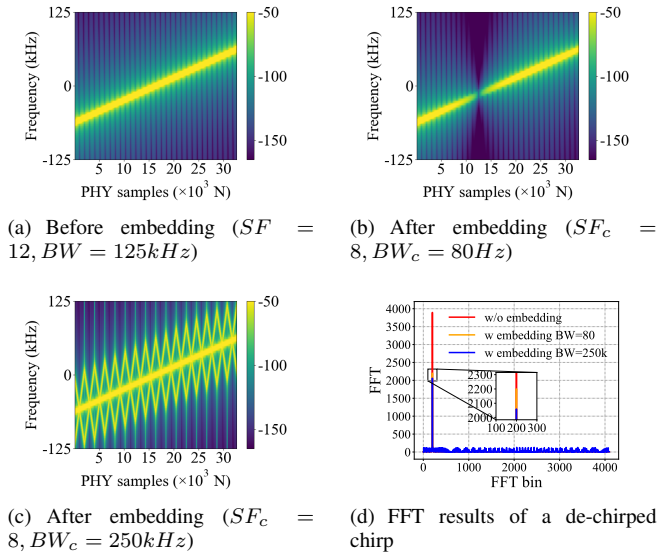 125
0
-125
Frequency (kHz)
5 10 15 20 25 30
PHY samples (×10³ N)
-50
-100
-150
(a) Before embedding (SF =
12, BW = 125kHz)
125
0
-125
Frequency (kHz)
5 10 15 20 25 30
PHY samples (×10³ N)
-50
-100
-150
(b) After embedding (SF_c =
8, BW_c = 80Hz)
125
0
-125
Frequency (kHz)
5 10 15 20 25 30
PHY samples (×10³ N)
-50
-100
-150
(c) After embedding (SF_c =
8, BW_c = 250kHz)
4000
3500
3000
2500
2000
1500
1000
500
0
FFT
w/o embedding
w embedding BW=80
w embedding BW=250k
2300
2200
2100
2000
100 200 300
0 1000 2000 3000 4000
FFT bin
(d) FFT results of a de-chirped
chirp